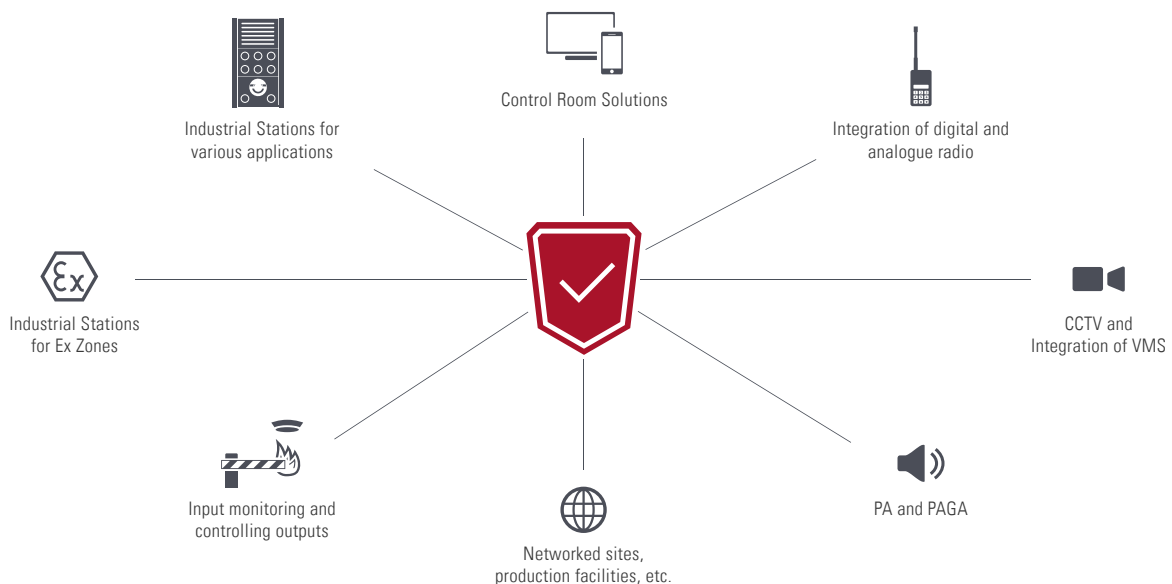 Control Room Solutions
Industrial Stations for
various applications
Integration of digital and
analogue radio
Ex
Industrial Stations
for Ex Zones
CCTV and
Integration of VMS
Input monitoring and
controlling outputs
PA and PAGA
Networked sites,
production facilities, etc.